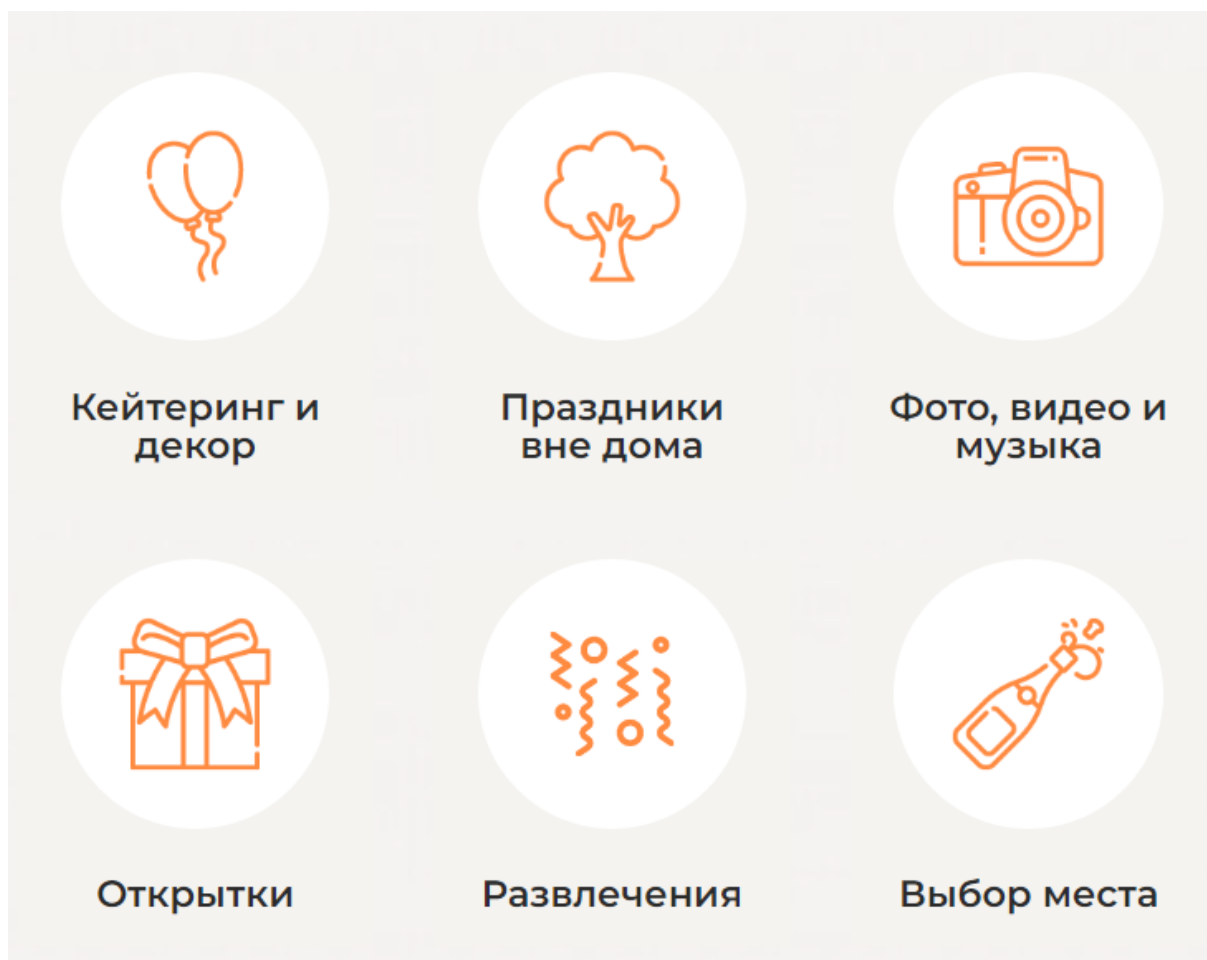 Кейтеринг и
декор
Праздники
вне дома
Фото, видео и
музыка
Открытки
Развлечения
Выбор места